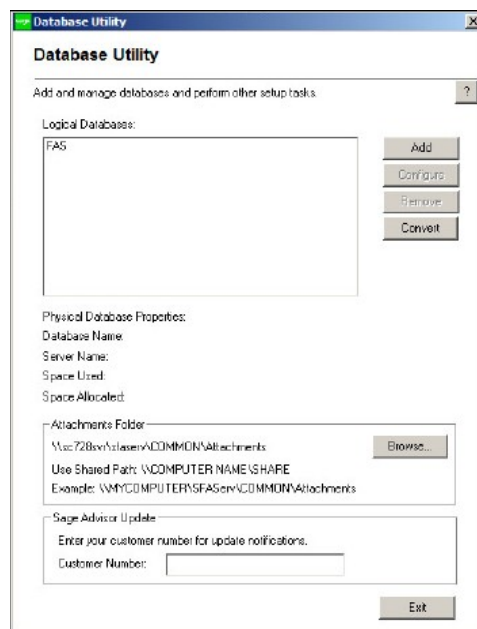 Database Utility
Database Utility
Add and manage databases and perform other setup tasks.
?
Logical Databases:
FAS
Add
Configure
Remove
Convert
Physical Database Properties:
Database Name:
Server Name:
Space Used:
Space Allocated:
Attachments Folder
\COMMON\Attachments
Browse...
Use Shared Path: \\COMPUTER NAME\SHARE
Example: \\MYCOMPUTER\SFAServ\COMMON\Attachments
Sage Advisor Update
Enter your customer number for update notifications.
Customer Number:
Exit